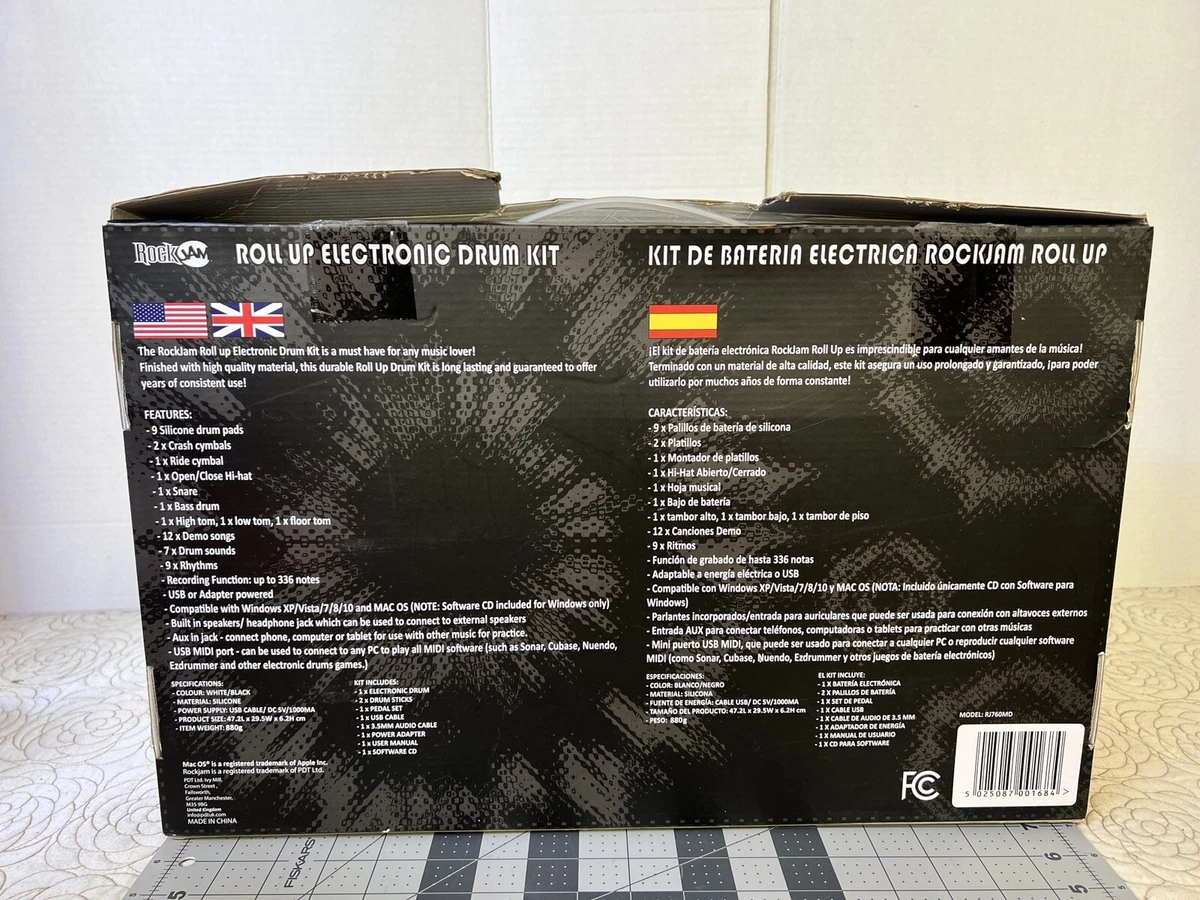 RockJAM
ROLL UP ELECTRONIC DRUM KIT
The RockJam Roll up Electronic Drum Kit is a must have for any music lover!
Finished with high quality material, this durable Roll Up Drum Kit is long lasting and guaranteed to offer
years of consistent use!
FEATURES:
- 9 Silicone drum pads
- 2 x Crash cymbals
- 1 x Ride cymbal
- 1 x Open/Close Hi-hat
- 1 x Snare
- 1 x Bass drum
- 1 x High tom, 1 x low tom, 1 x floor tom
- 12 x Demo songs
- 7 x Drum sounds
- 9 x Rhythms
- Recording Function: up to 336 notes
- USB or Adapter powered
- Compatible with Windows XP/Vista/7/8/10 and MAC OS (NOTE: Software CD included for Windows only)
- Built in speakers/ headphone jack which can be used to connect to external speakers
- Aux in jack - connect phone, computer or tablet for use with other music for practice.
- USB MIDI port - can be used to connect to any PC to play all MIDI software (such as Sonar, Cubase, Nuendo,
Ezdrummer and other electronic drums games.)
SPECIFICATIONS:
- COLOUR: WHITE/BLACK
- MATERIAL: SILICONE
- POWER SUPPLY: USB CABLE/ DC 5V/1000MA
- PRODUCT SIZE: 47.2L x 29.5W x 6.2H cm
- ITEM WEIGHT: 880g
KIT INCLUDES:
- 1 x ELECTRONIC DRUM
- 2 x DRUM STICKS
- 1 x PEDAL SET
- 1 x USB CABLE
- 1 x 3.5MM AUDIO CABLE
- 1 x POWER ADAPTER
- 1 x USER MANUAL
- 1 x SOFTWARE CD
Mac OS® is a registered trademark of Apple Inc.
Rockjam is a registered trademark of PDT Ltd.
PDT Ltd. Ivy Mill,
Crown Street,
Failsworth,
Greater Manchester,
M35 9BG
United Kingdom
info@pdtuk.com
MADE IN CHINA
KIT DE BATERIA ELECTRICA ROCKJAM ROLL UP
¡El kit de batería electrónica RockJam Roll Up es imprescindible para cualquier amantes de la música!
Terminado con un material de alta calidad, este kit asegura un uso prolongado y garantizado, ¡para poder
utilizarlo por muchos años de forma constante!
CARACTERÍSTICAS:
- 9 x Palillos de batería de silicona
- 2 x Platillos
- 1 x Montador de platillos
- 1 x Hi-Hat Abierto/Cerrado
- 1 x Hoja musical
- 1 x Bajo de batería
- 1 x tambor alto, 1 x tambor bajo, 1 x tambor de piso
- 12 x Canciones Demo
- 9 x Ritmos
- Función de grabado de hasta 336 notas
- Adaptable a energía eléctrica o USB
- Compatible con Windows XP/Vista/7/8/10 y MAC OS (NOTA: Incluido únicamente CD con Software para
Windows)
- Parlantes incorporados/entrada para auriculares que puede ser usada para conexión con altavoces externos
- Entrada AUX para conectar teléfonos, computadoras o tablets para practicar con otras músicas
- Mini puerto USB MIDI, que puede ser usado para conectar a cualquier PC o reproducir cualquier software
MIDI (como Sonar, Cubase, Nuendo, Ezdrummer y otros juegos de batería electrónicos)
ESPECIFICACIONES:
- COLOR: BLANCO/NEGRO
- MATERIAL: SILICONA
- FUENTE DE ENERGÍA: CABLE USB/ DC 5V/1000MA
- TAMAÑO DEL PRODUCTO: 47.2L x 29.5W x 6.2H cm
- PESO: 880g
EL KIT INCLUYE:
- 1 X BATERÍA ELECTRÓNICA
- 2 X PALILLOS DE BATERÍA
- 1 X SET DE PEDAL
- 1 X CABLE USB
- 1 X CABLE DE AUDIO DE 3.5 MM
- 1 X ADAPTADOR DE ENERGÍA
- 1 X MANUAL DE USUARIO
- 1 X CD PARA SOFTWARE
MODEL: RJ760MD
FC
5 025087 001684 >
FISKARS
5
7
6
5